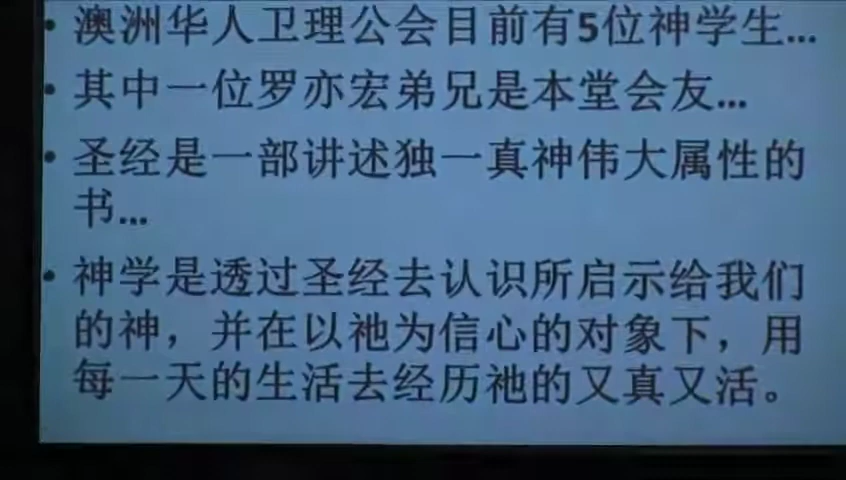 • 澳洲华人卫理公会目前有5位神学生...
• 其中一位罗亦宏弟兄是本堂会友...
• 圣经是一部讲述独一真神伟大属性的
书...
• 神学是透过圣经去认识所启示给我们
的神，并在以祂为信心的对象下，用
每一天的生活去经历祂的又真又活。